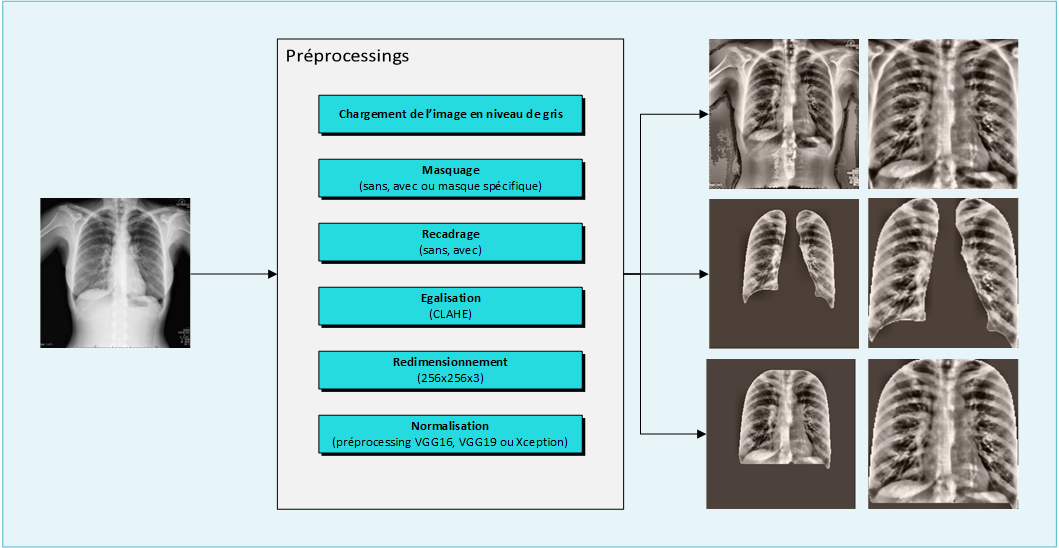 Préprocessings
Chargement de l'image en niveau de gris
Masquage
(sans, avec ou masque spécifique)
Recadrage
(sans, avec)
Egalisation
(CLAHE)
Redimensionnement
(256x256x3)
Normalisation
(préprocessing VGG16, VGG19 ou Xception)